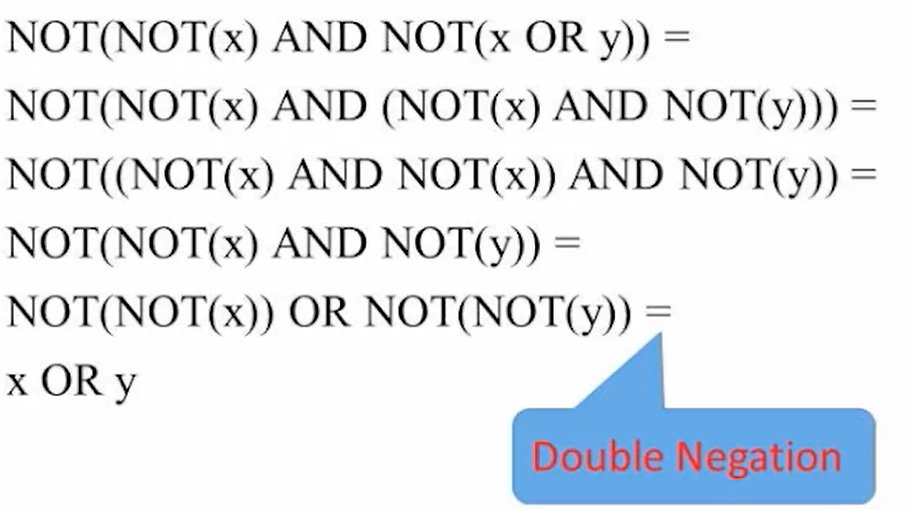 NOT(NOT(x) AND NOT(x OR y)) =
NOT(NOT(x) AND (NOT(x) AND NOT(y))) =
NOT((NOT(x) AND NOT(x)) AND NOT(y)) =
NOT(NOT(x) AND NOT(y)) =
NOT(NOT(x)) OR NOT(NOT(y)) =
x OR y
Double Negation